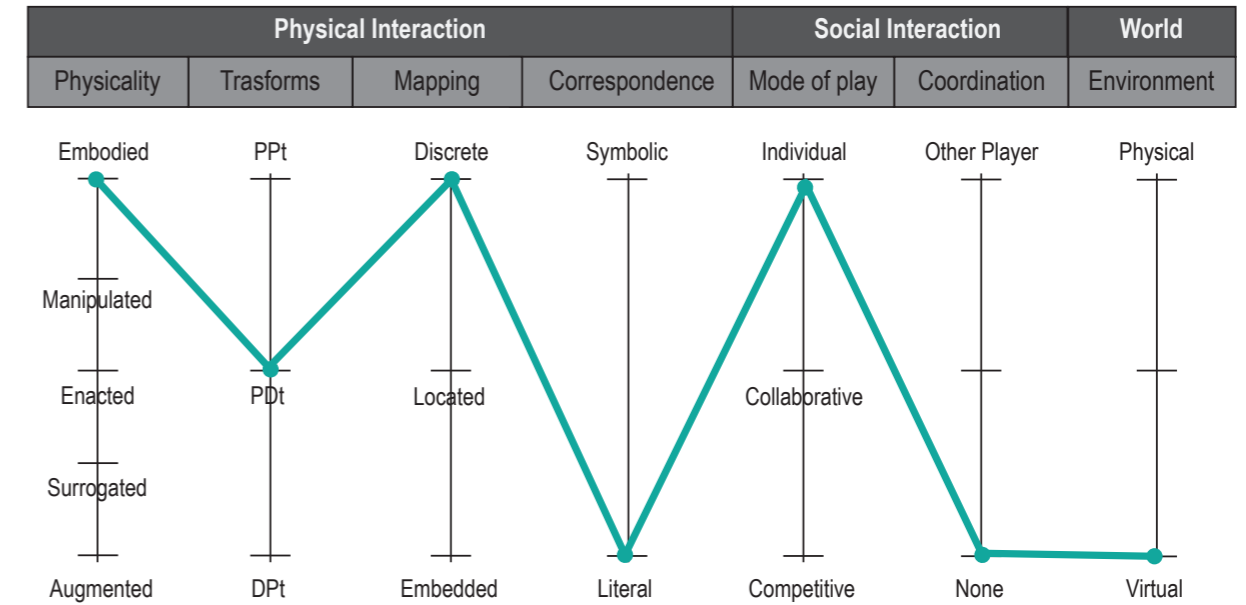 Physical Interaction Social Interaction World
Physicality Trasforms Mapping Correspondence Mode of play Coordination Environment
Embodied PPt Discrete Symbolic Individual Other Player Physical
Manipulated
Enacted PDt Located Collaborative
Surrogated
Augmented DPt Embedded Literal Competitive None Virtual